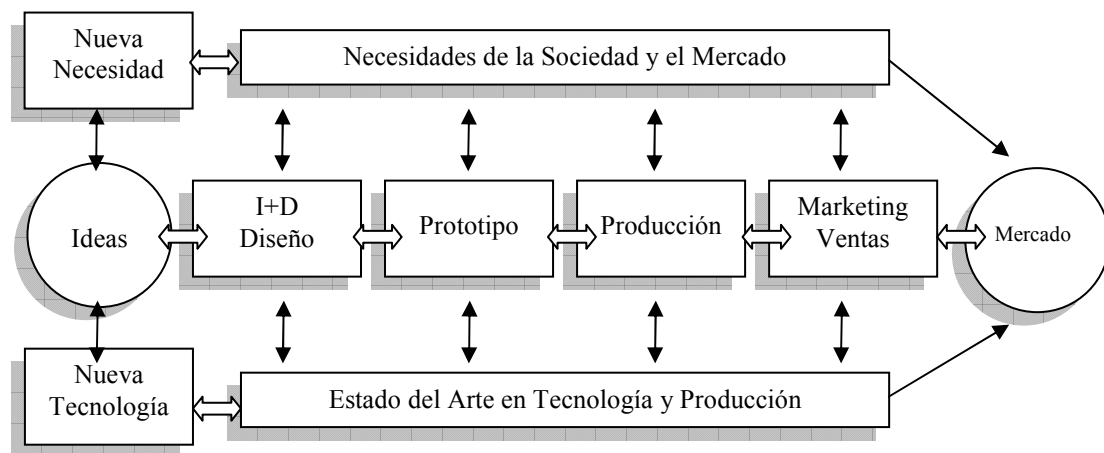 Nueva
Necesidad
Necesidades de la Sociedad y el Mercado
Ideas
I+D
Diseño
Prototipo
Producción
Marketing
Ventas
Mercado
Nueva
Tecnología
Estado del Arte en Tecnología y Producción